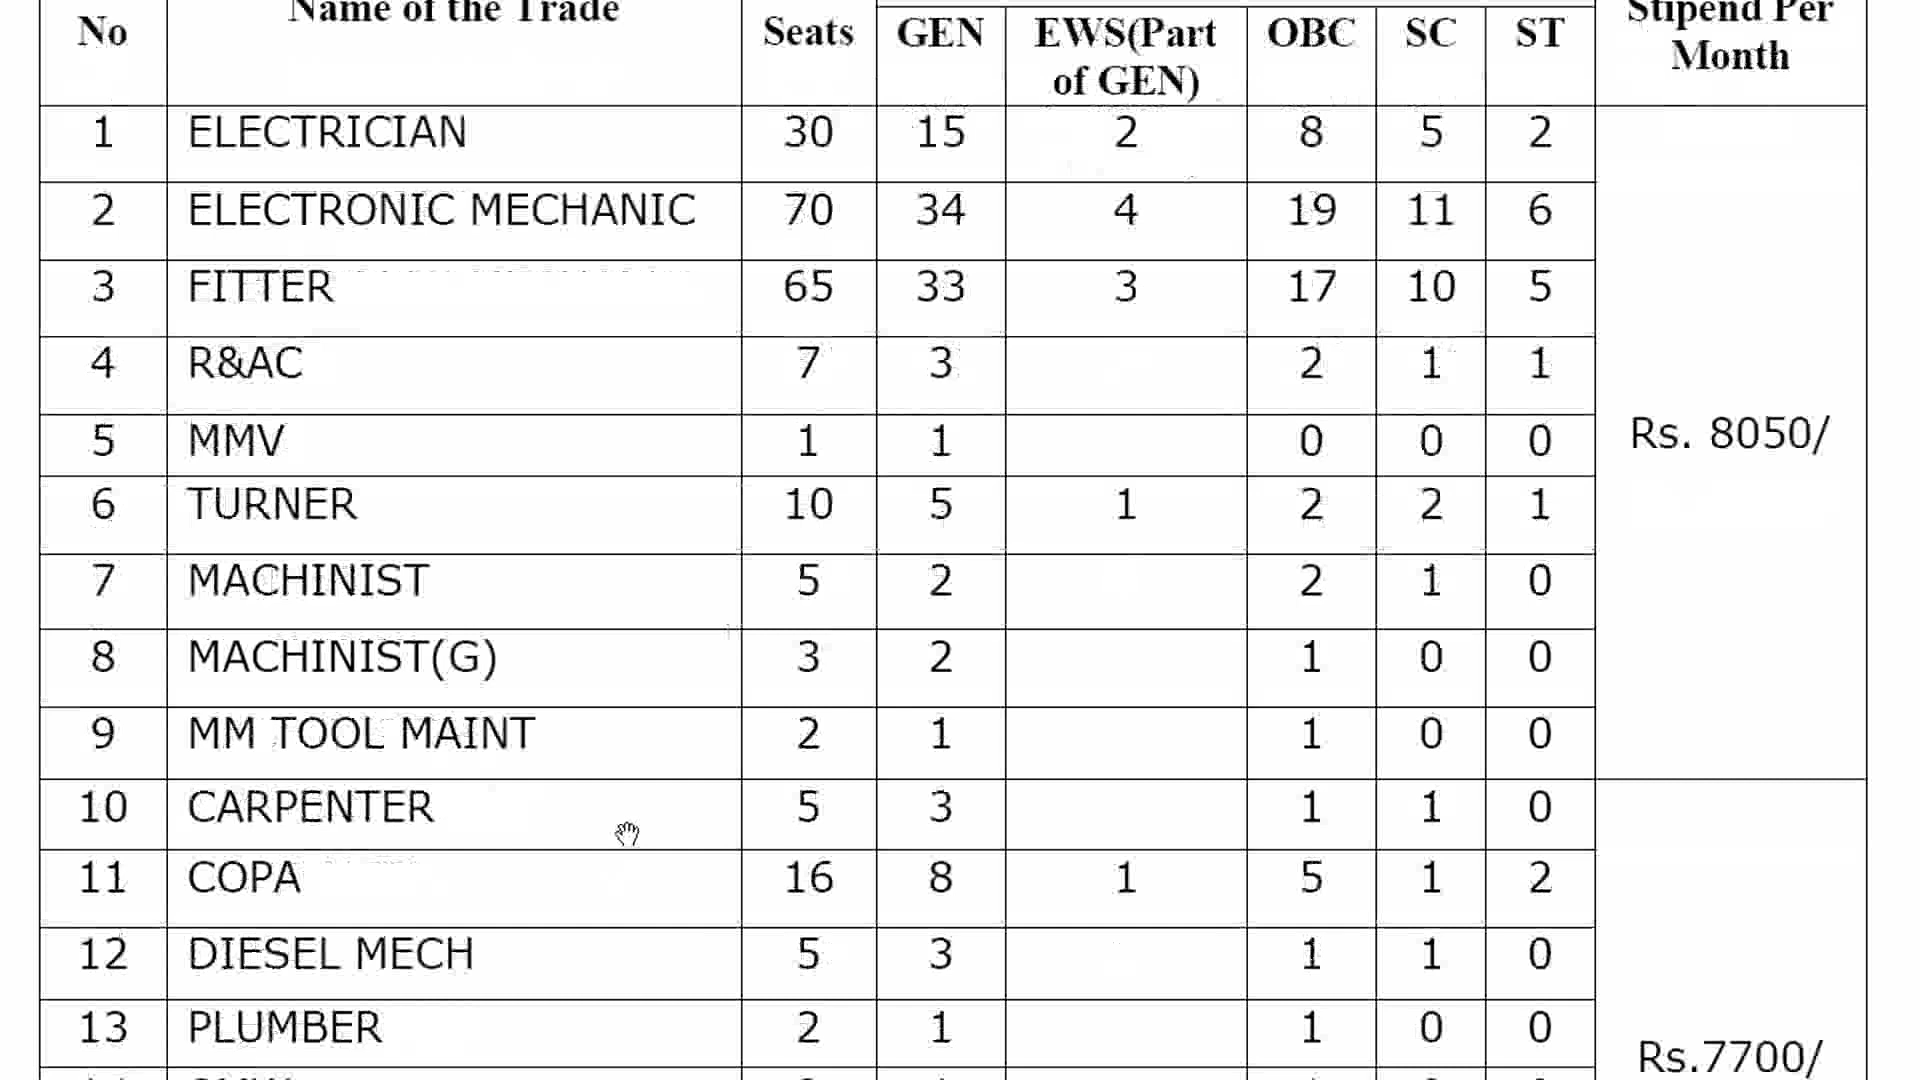 No Name of the Trade Seats GEN EWS(Part of GEN) OBC SC ST Stipend Per Month
1 ELECTRICIAN 30 15 2 8 5 2
2 ELECTRONIC MECHANIC 70 34 4 19 11 6
3 FITTER 65 33 3 17 10 5
4 R&AC 7 3 2 1 1
5 MMV 1 1 0 0 0 Rs. 8050/
6 TURNER 10 5 1 2 2 1
7 MACHINIST 5 2 2 1 0
8 MACHINIST(G) 3 2 1 0 0
9 MM TOOL MAINT 2 1 1 0 0
10 CARPENTER 5 3 1 1 0
11 COPA 16 8 1 5 1 2
12 DIESEL MECH 5 3 1 1 0
13 PLUMBER 2 1 1 0 0 Rs.7700/